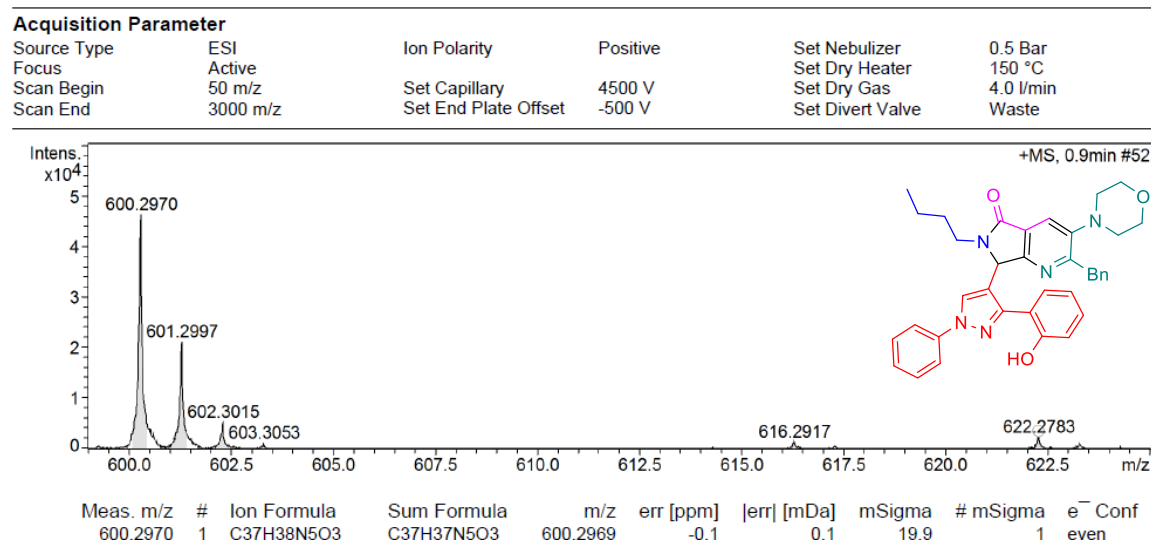 Acquisition Parameter
Source Type ESI Ion Polarity Positive Set Nebulizer 0.5 Bar
Focus Active Set Dry Heater 150 °C
Scan Begin 50 m/z Set Capillary 4500 V Set Dry Gas 4.0 l/min
Scan End 3000 m/z Set End Plate Offset -500 V Set Divert Valve Waste
Intens.
x10⁴
+MS, 0.9min #52
5
4
3
2
1
0
600.2970
601.2997
602.3015
603.3053
616.2917
622.2783
O
N
N
O
N
Bn
N
N
HO
600.0 602.5 605.0 607.5 610.0 612.5 615.0 617.5 620.0 622.5 m/z
Meas. m/z # Ion Formula Sum Formula m/z err [ppm] |err| [mDa] mSigma # mSigma e¯ Conf
600.2970 1 C37H38N5O3 C37H37N5O3 600.2969 -0.1 0.1 19.9 1 even